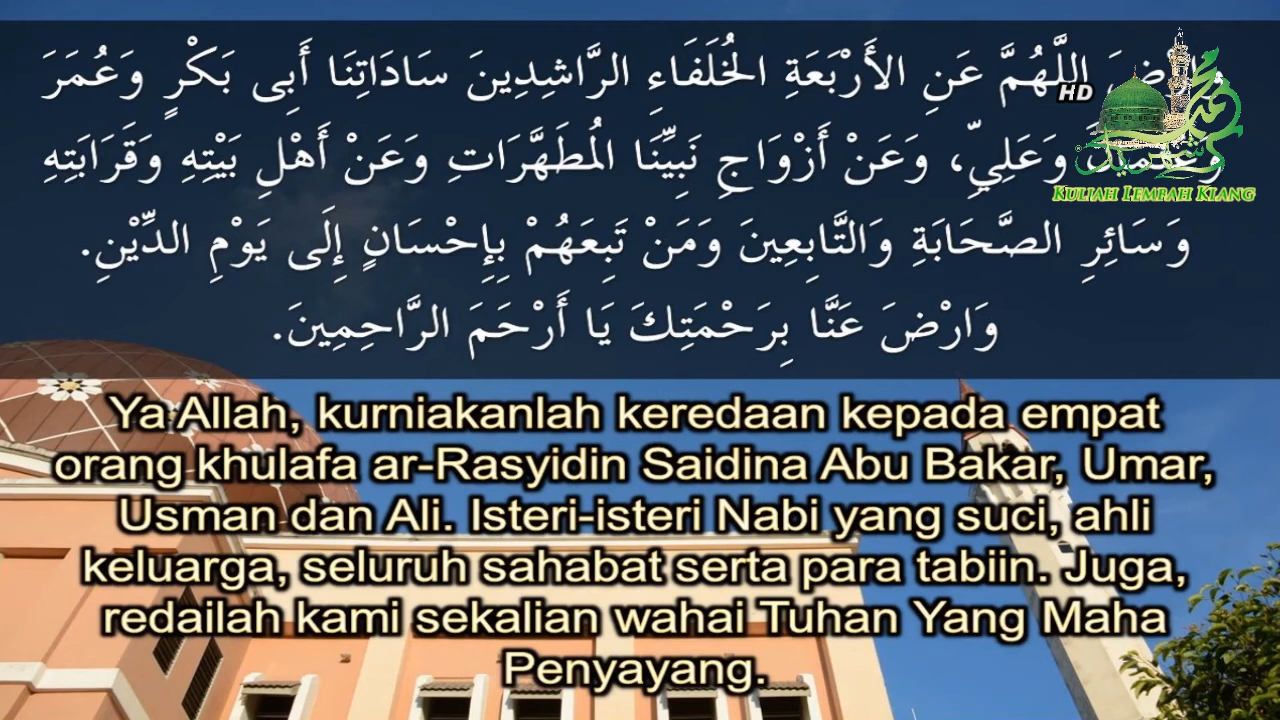 وَارْضَ اللَّهُمَّ عَنِ الأَرْبَعَةِ الخُلَفَاءِ الرَّاشِدِينَ سَادَاتِنَا أَبِى بَكْرٍ وَعُمَرَ
وَعَلِيِّ، وَعَنْ أَزْوَاجِ نَبِيِّنَا المُطَهَّرَاتِ وَعَنْ أَهْلِ بَيْتِهِ وَقَرَابَتِهِ
وَسَائِرِ الصَّحَابَةِ وَالتَّابِعِينَ وَمَنْ تَبِعَهُمْ بِإِحْسَانٍ إِلَى يَوْمِ الدِّيْنِ.
وَارْضَ عَنَّا بِرَحْمَتِكَ يَا أَرْحَمَ الرَّاحِمِينَ.
HD
KULIAH LEMPAH KIANG
Ya Allah, kurniakanlah keredaan kepada empat
orang khulafa ar-Rasyidin Saidina Abu Bakar, Umar,
Usman dan Ali. Isteri-isteri Nabi yang suci, ahli
keluarga, seluruh sahabat serta para tabiin. Juga,
redailah kami sekalian wahai Tuhan Yang Maha
Penyayang.